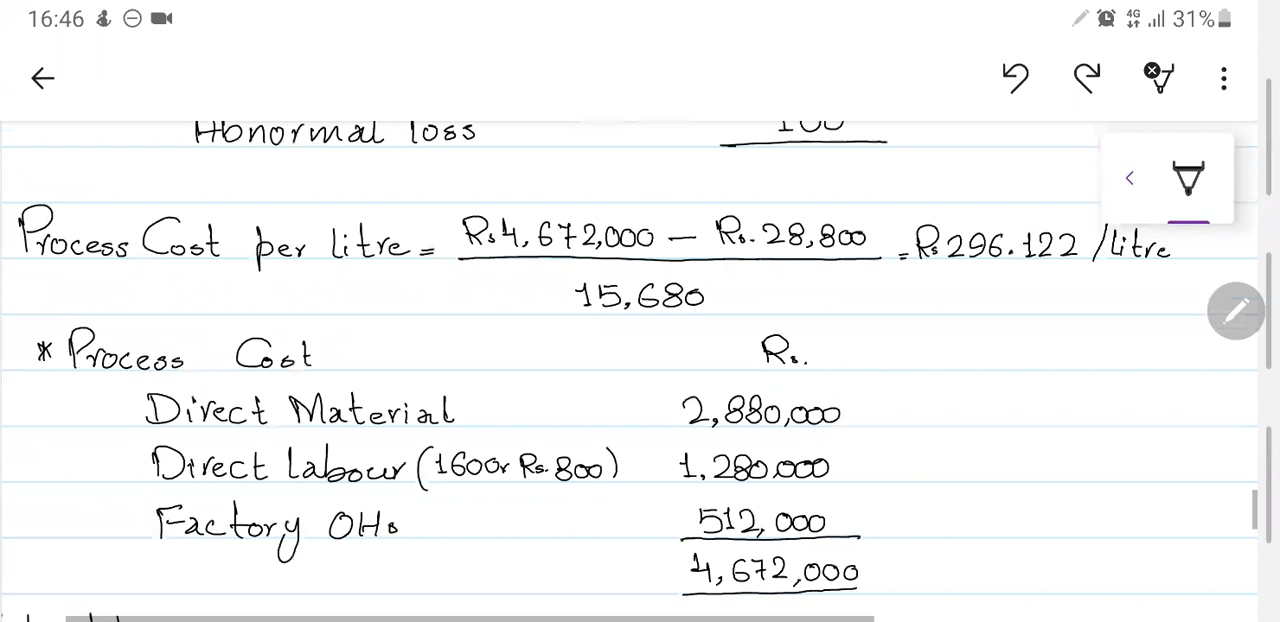 16:46 4G 31%
Abnormal loss 100
Process Cost per litre = Rs 4,672,000 — Rs. 28,800 = Rs 296.122 /litre
15,680
* Process Cost Rs.
Direct Material 2,880,000
Direct labour (1600x Rs. 800) 1,280.000
Factory OHs 512,000
4,672,000